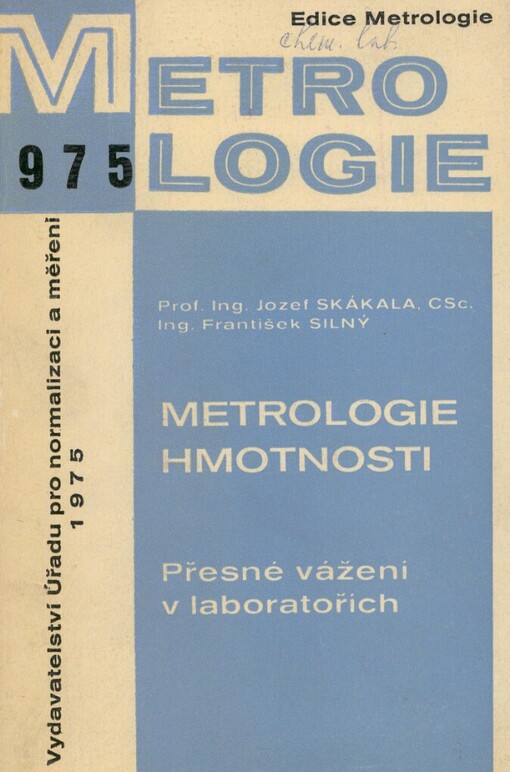 Edice Metrologie
chem. lab.
METRO
LOGIE
975
Prof. Ing. Jozef SKÁKALA, CSc.
Ing. František SILNÝ
METROLOGIE
HMOTNOSTI
Přesné vážení
v laboratořích
Vydavatelství Úřadu pro normalizaci a měření
1975